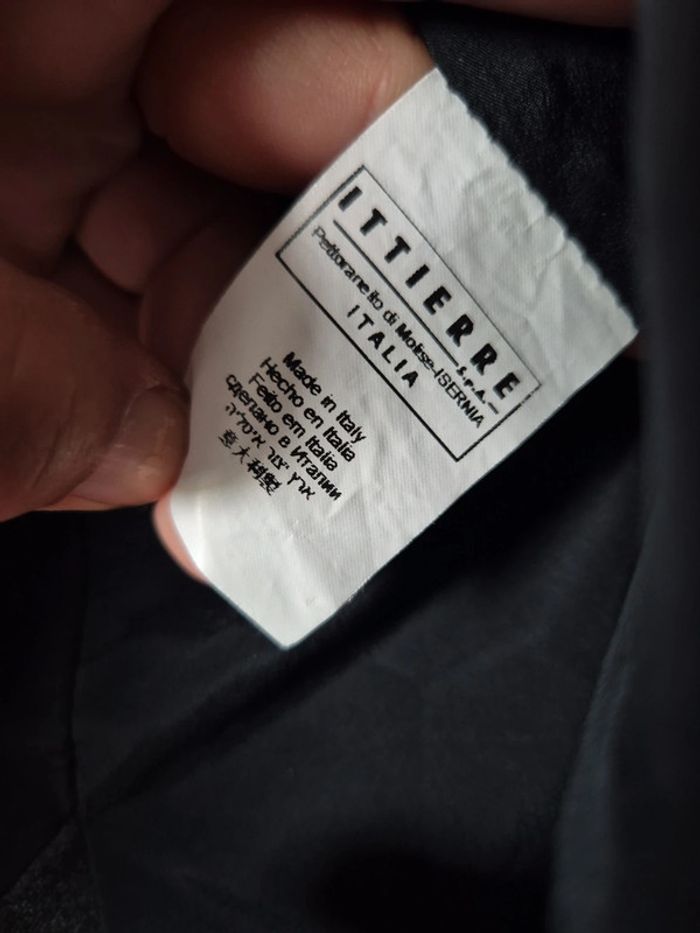 ITTIERRE
S.P.A.
Pettoranello di Molise-ISERNIA
ITALIA
Made in Italy
Hecho en Italia
Feito em Italia
сделано в Италии
ארץ יצור איטליה
意大利製